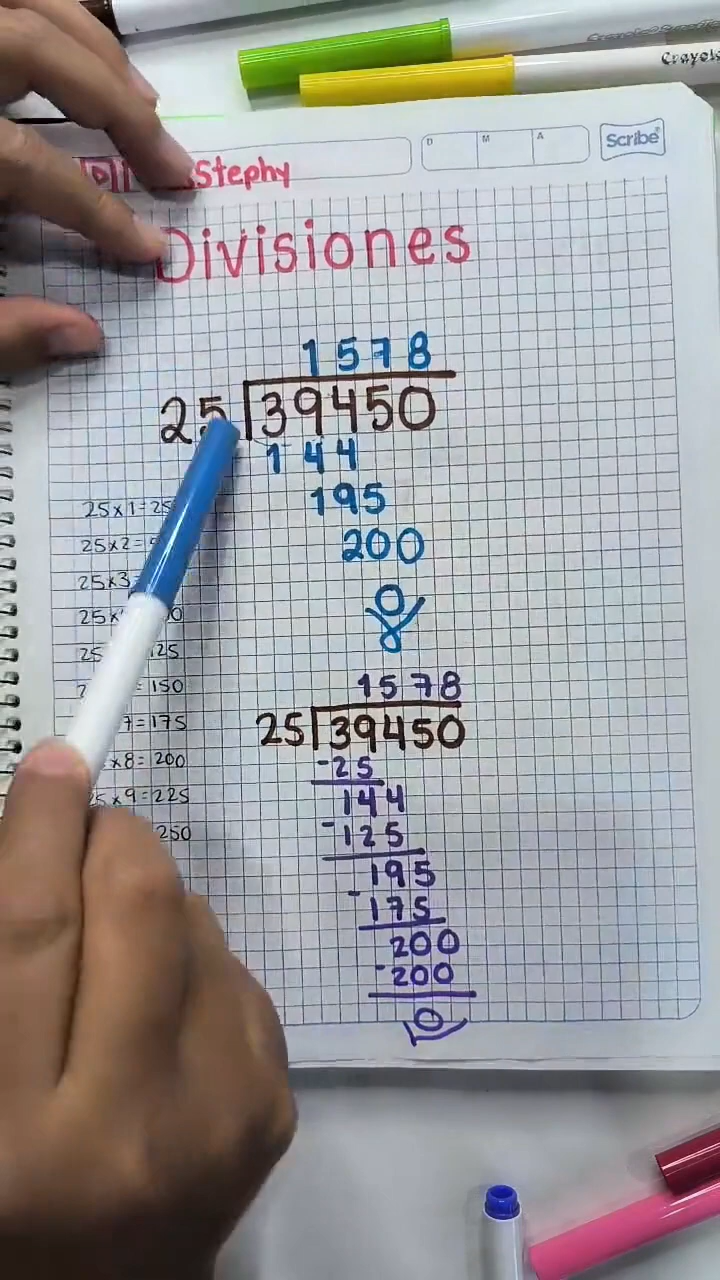 Crayola
Crayola
Scribe
D M A
Stephy
Divisiones
1578
25 39450
144
195
200
0
25x1=25
25x2=
25x3=
25x
25
125
= 150
7=175
x8= 200
25x9=225
250
1578
25 39450
-25
144
-125
195
-175
200
-200
0